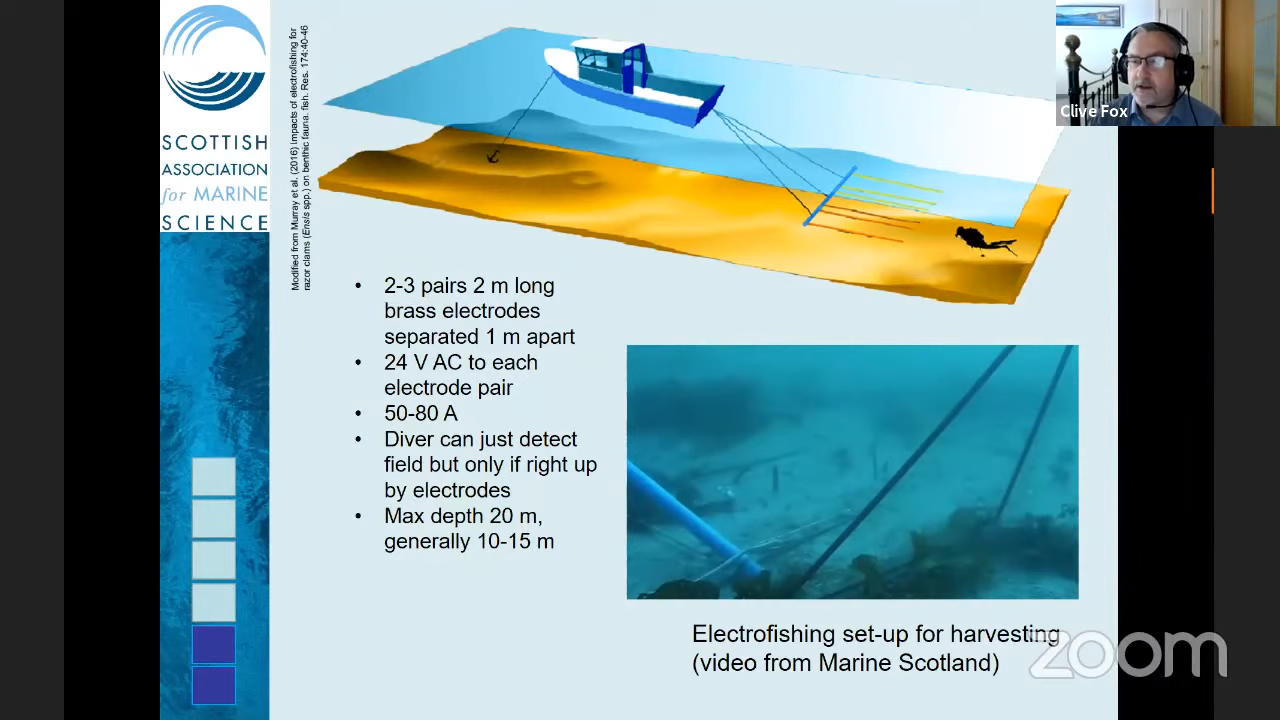 SCOTTISH
ASSOCIATION
for MARINE
SCIENCE
Modified from Murray et al. (2016) Impacts of electrofishing for
razor clams (Ensis spp.) on benthic fauna. fish. Res. 174:40-46
Clive Fox
• 2-3 pairs 2 m long
brass electrodes
separated 1 m apart
• 24 V AC to each
electrode pair
• 50-80 A
• Diver can just detect
field but only if right up
by electrodes
• Max depth 20 m,
generally 10-15 m
Electrofishing set-up for harvesting
(video from Marine Scotland)
zoom